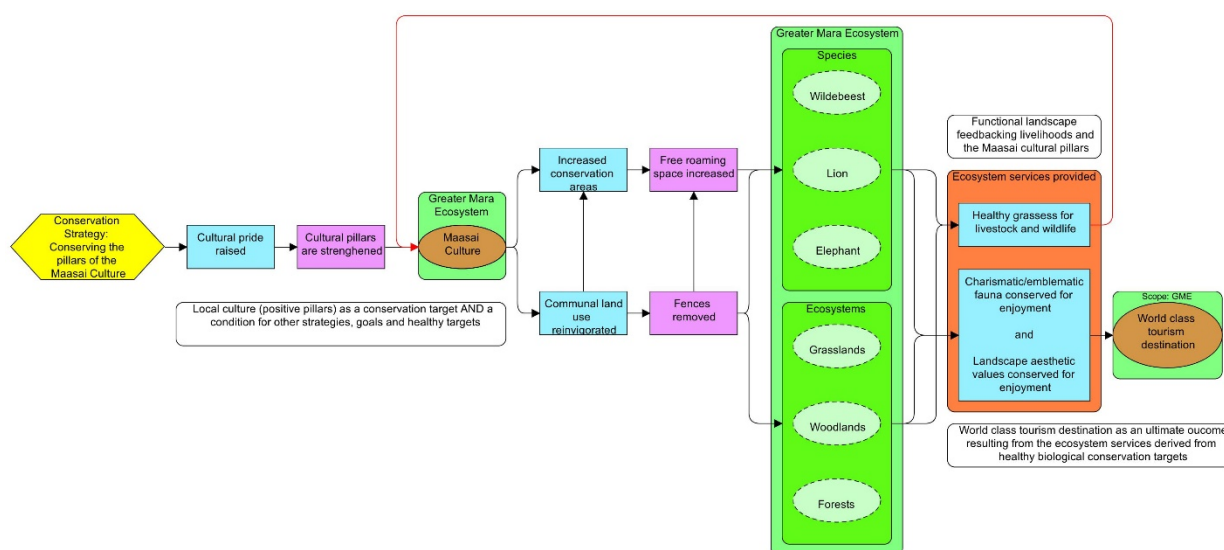 Conservation
Strategy:
Conserving the
pillars of the
Maasai Culture
Cultural pride
raised
Cultural pillars
are strenghened
Greater Mara
Ecosystem
Maasai
Culture
Local culture (positive pillars) as a conservation target AND a
condition for other strategies, goals and healthy targets
Increased
conservation
areas
Free roaming
space increased
Communal land
use reinvigorated
Fences
removed
Greater Mara Ecosystem
Species
Wildebeest
Lion
Elephant
Ecosystems
Grasslands
Woodlands
Forests
Functional landscape
feedbacking livelihoods and
the Maasai cultural pillars
Ecosystem services provided
Healthy grassess for
livestock and wildlife
Charismatic/emblematic
fauna conserved for
enjoyment
and
Landscape aesthetic
values conserved for
enjoyment
Scope: GME
World class
tourism
destination
World class tourism destination as an ultimate oucome
resulting from the ecosystem services derived from
healthy biological conservation targets